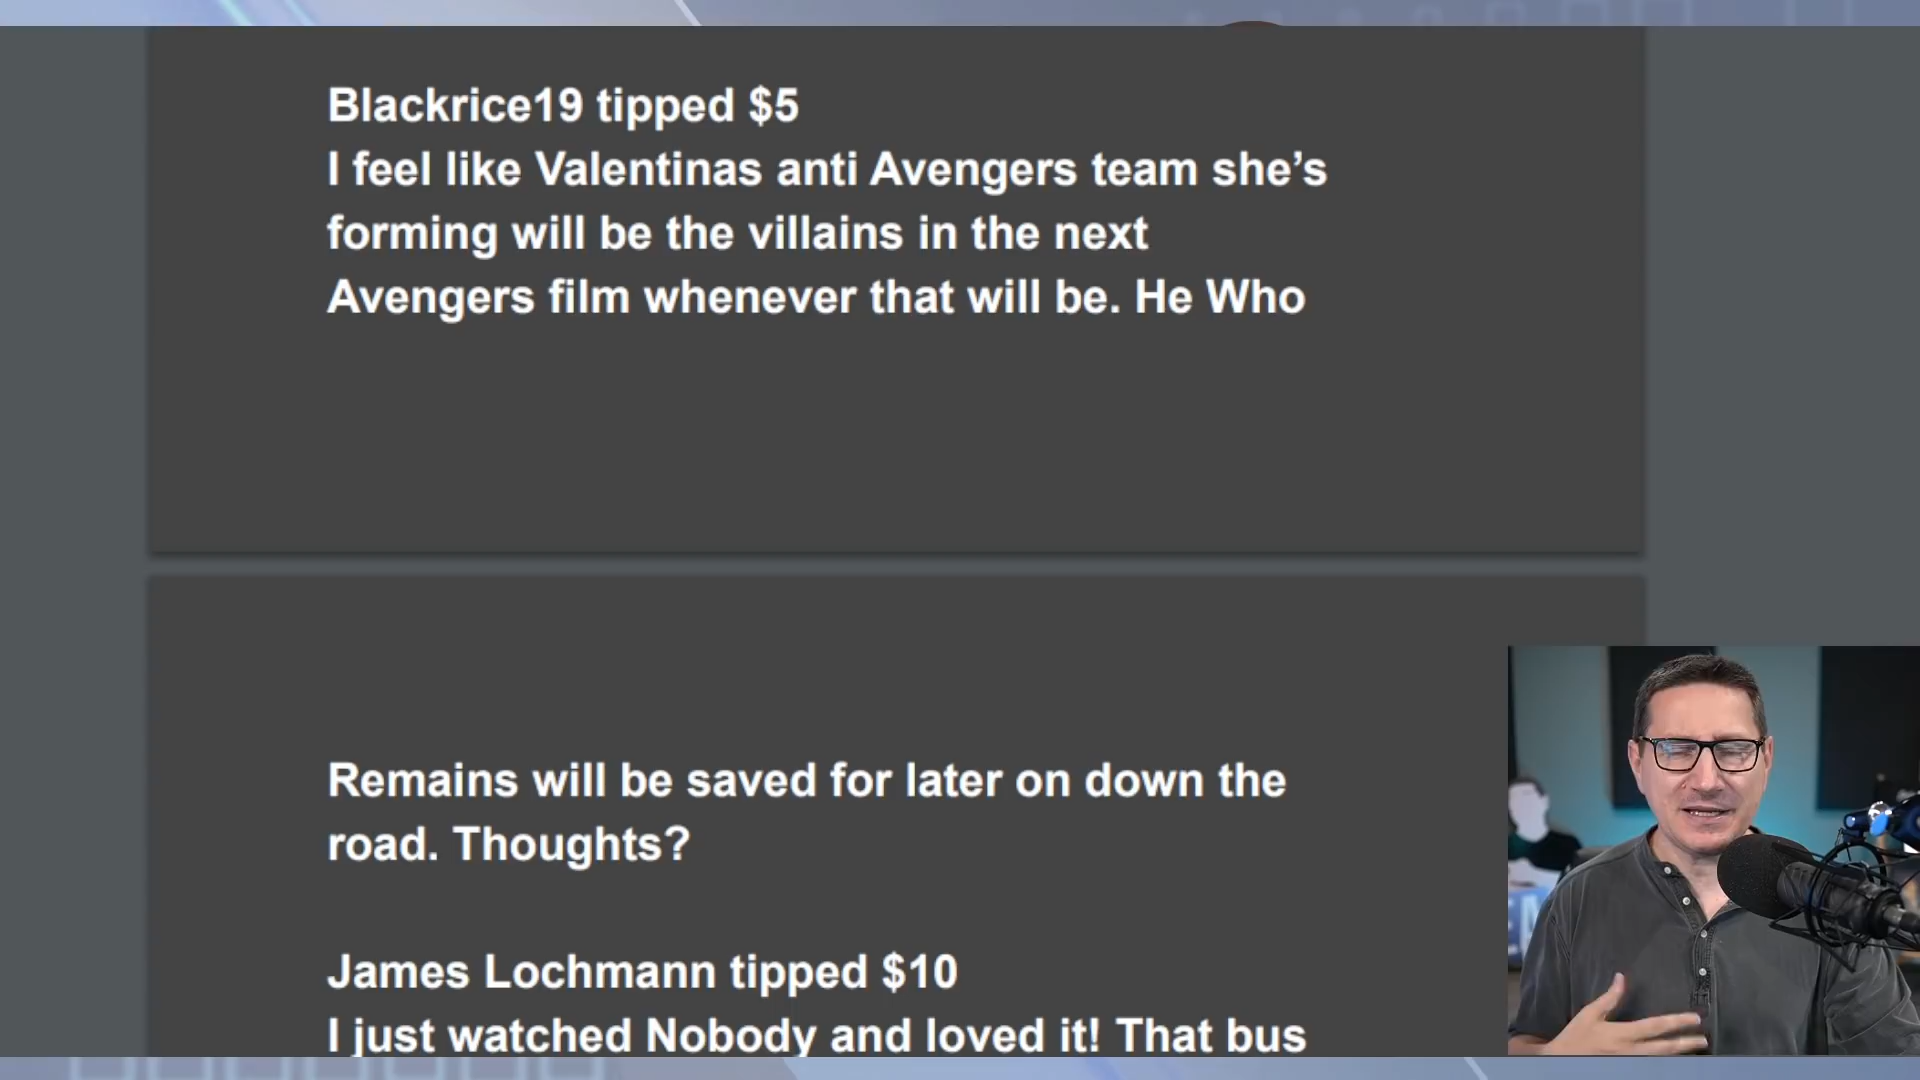 Blackrice19 tipped $5
I feel like Valentinas anti Avengers team she’s
forming will be the villains in the next
Avengers film whenever that will be. He Who
Remains will be saved for later on down the
road. Thoughts?
James Lochmann tipped $10
I just watched Nobody and loved it! That bus